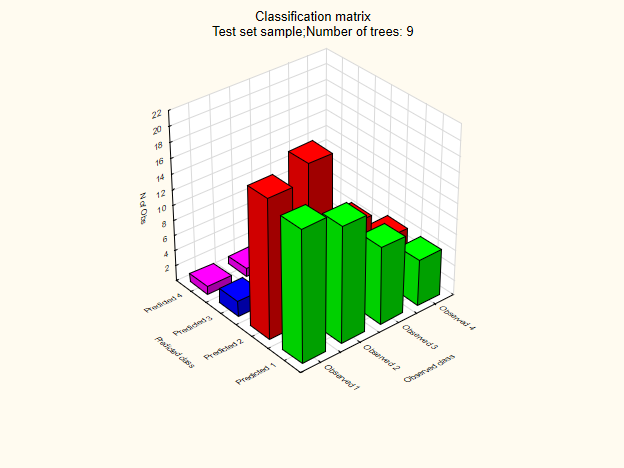 Classification matrix
Test set sample;Number of trees: 9
22
20
18
16
14
12
10
8
6
4
2
N of Obs
Predicted 4
Predicted 3
Predicted 2
Predicted 1
Predicted class
Observed 1
Observed 2
Observed 3
Observed 4
Observed class